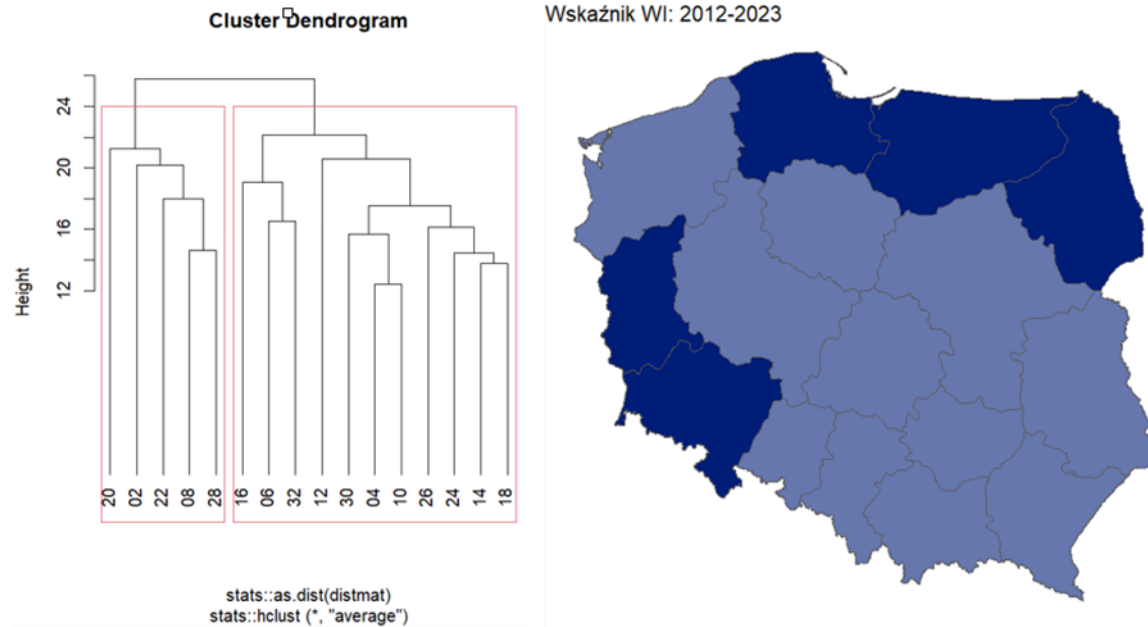 Cluster Dendrogram
Height
24
20
16
12
20 02 22 08 28 16 06 32 12 30 04 10 26 24 14 18
stats::as.dist(distmat)
stats::hclust (*, "average")
Wskaźnik WI: 2012-2023